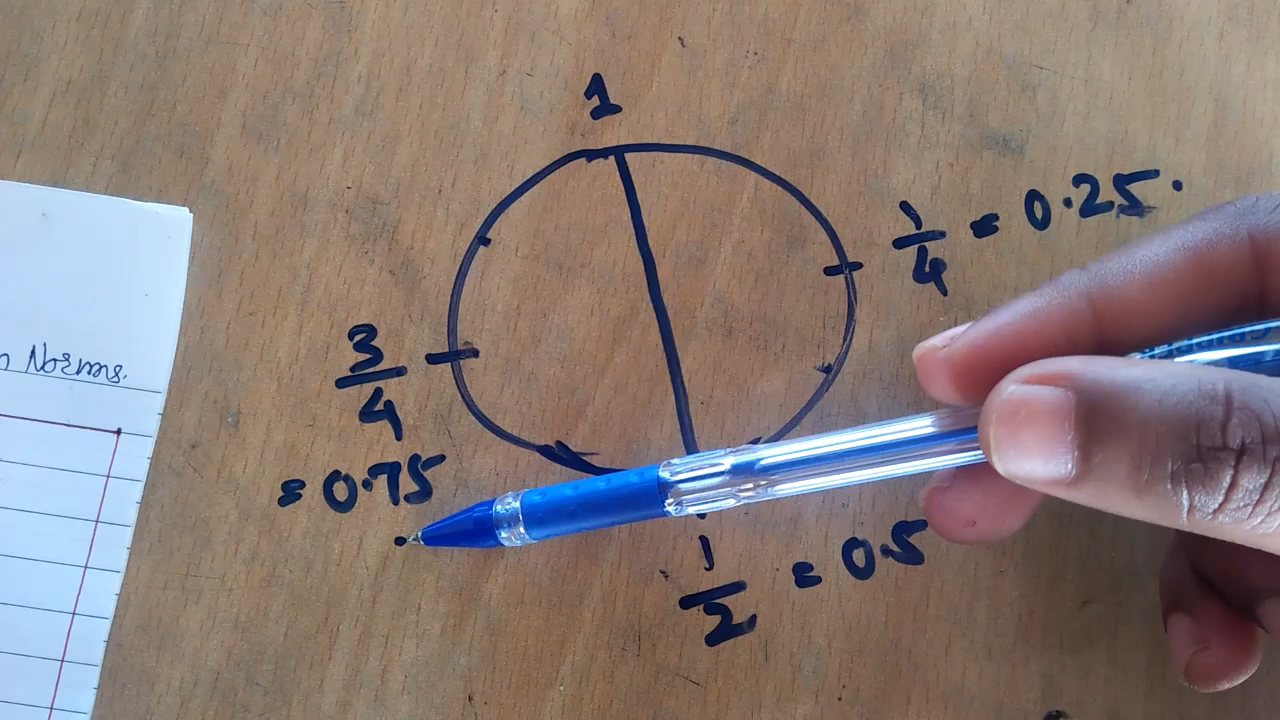 1
1/4 = 0.25.
3/4
= 0.75
1/2 = 0.5
Norms.